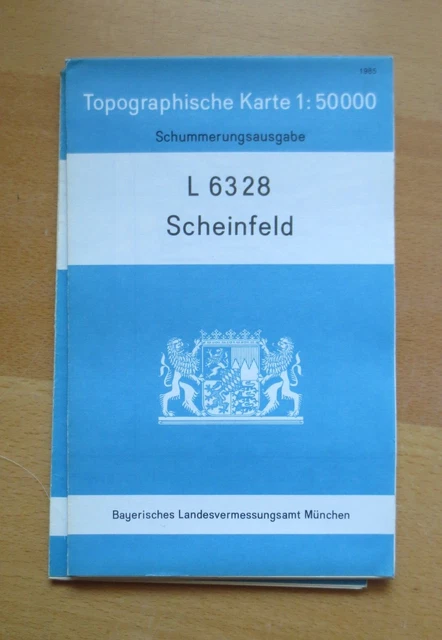 1985
Topographische Karte 1:50000
Schummerungsausgabe
L 6328
Scheinfeld
Bayerisches Landesvermessungsamt München